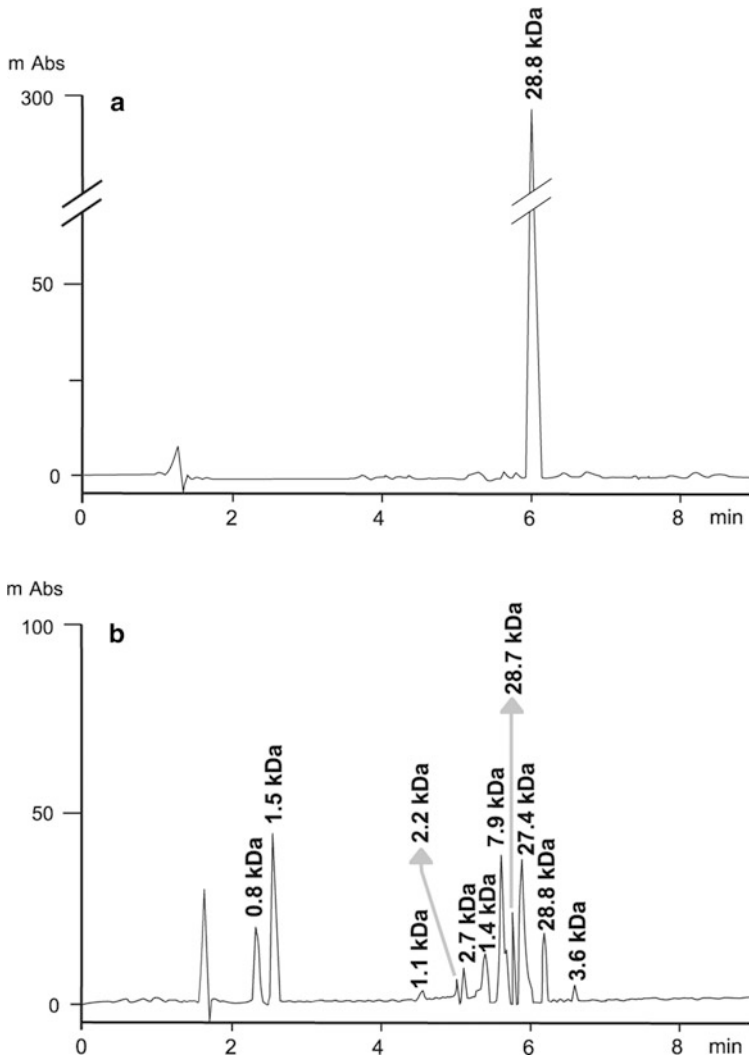 m Abs
a
28.8 kDa
300
50
0
0 2 4 6 8 min
m Abs
b
100
50
0
0.8 kDa
1.5 kDa
1.1 kDa
2.2 kDa
2.7 kDa
1.4 kDa
7.9 kDa
28.7 kDa
27.4 kDa
28.8 kDa
3.6 kDa
0 2 4 6 8 min